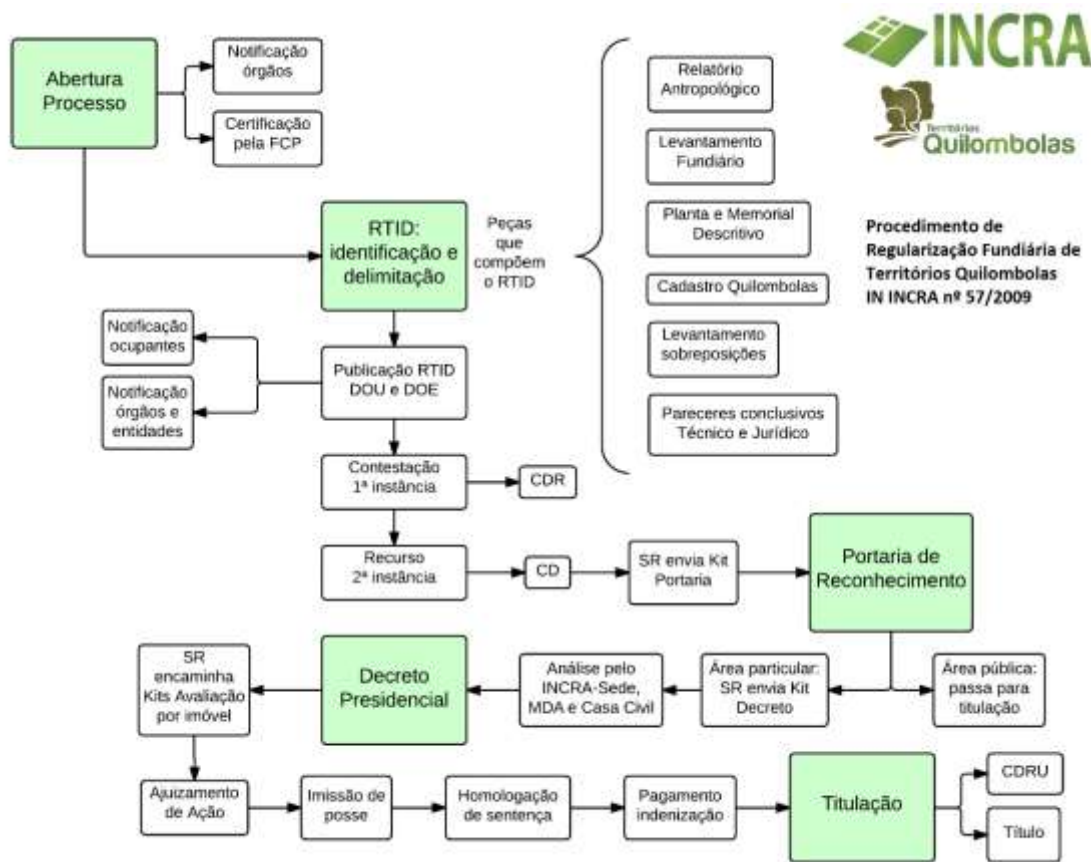 INCRA
Territórios
Quilombolas
Procedimento de
Regularização Fundiária de
Territórios Quilombolas
IN INCRA nº 57/2009
Abertura
Processo
Notificação
órgãos
Certificação
pela FCP
RTID:
identificação e
delimitação
Peças
que
compõem
o RTID
Relatório
Antropológico
Levantamento
Fundiário
Planta e Memorial
Descritivo
Cadastro Quilombolas
Levantamento
sobreposições
Pareceres conclusivos
Técnico e Jurídico
Notificação
ocupantes
Notificação
órgãos e
entidades
Publicação RTID
DOU e DOE
Contestação
1ª instância
CDR
Recurso
2ª instância
CD
SR envia Kit
Portaria
Portaria de
Reconhecimento
Área pública:
passa para
titulação
Área particular:
SR envia Kit
Decreto
Análise pelo
INCRA-Sede,
MDA e Casa Civil
Decreto
Presidencial
SR
encaminha
Kits Avaliação
por imóvel
Ajuizamento
de Ação
Imissão de
posse
Homologação
de sentença
Pagamento
indenização
Titulação
CDRU
Título